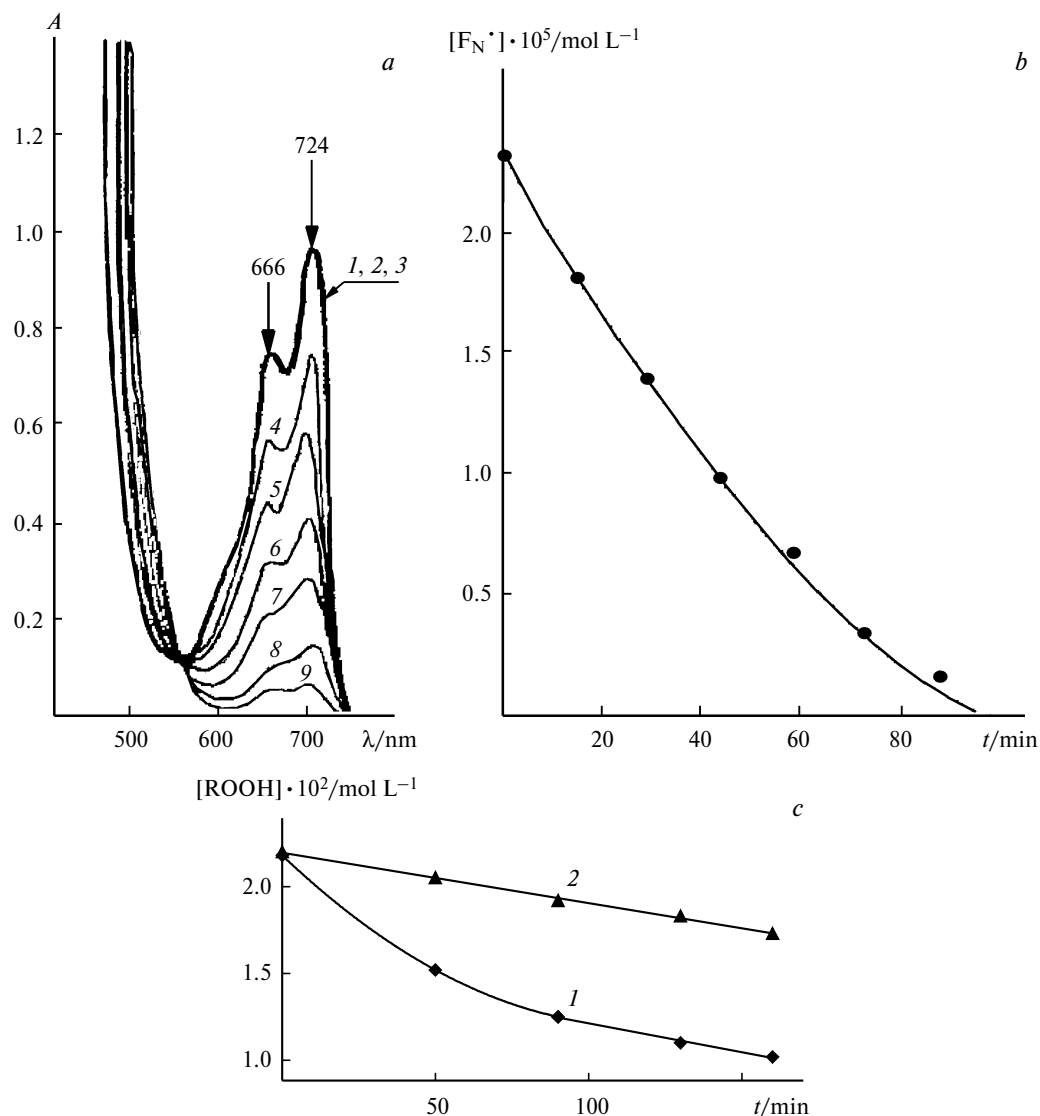 A
a
1.2
1.0
0.8
0.6
0.4
0.2
724
666
1, 2, 3
4
5
6
7
8
9
500 600 700 λ/nm
[F_N^•]·10^5/mol L^−1
b
2.0
1.5
1.0
0.5
20 40 60 80 t/min
[ROOH]·10^2/mol L^−1
c
2.0
1.5
1.0
2
1
50 100 t/min